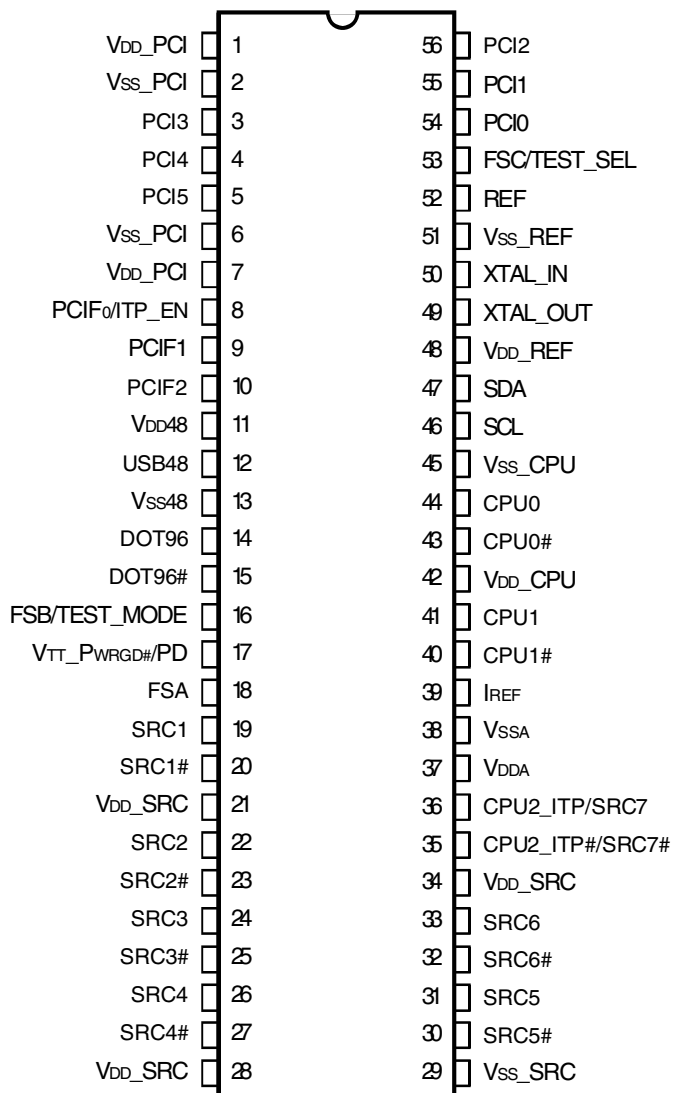 VDD_PCI 1 56 PCI2
VSS_PCI 2 55 PCI1
PCI3 3 54 PCI0
PCI4 4 53 FSC/TEST_SEL
PCI5 5 52 REF
VSS_PCI 6 51 VSS_REF
VDD_PCI 7 50 XTAL_IN
PCIF0/ITP_EN 8 49 XTAL_OUT
PCIF1 9 48 VDD_REF
PCIF2 10 47 SDA
VDD48 11 46 SCL
USB48 12 45 VSS_CPU
VSS48 13 44 CPU0
DOT96 14 43 CPU0#
DOT96# 15 42 VDD_CPU
FSB/TEST_MODE 16 41 CPU1
VTT_PWRGD#/PD 17 40 CPU1#
FSA 18 39 IREF
SRC1 19 38 VSSA
SRC1# 20 37 VDDA
VDD_SRC 21 36 CPU2_ITP/SRC7
SRC2 22 35 CPU2_ITP#/SRC7#
SRC2# 23 34 VDD_SRC
SRC3 24 33 SRC6
SRC3# 25 32 SRC6#
SRC4 26 31 SRC5
SRC4# 27 30 SRC5#
VDD_SRC 28 29 VSS_SRC